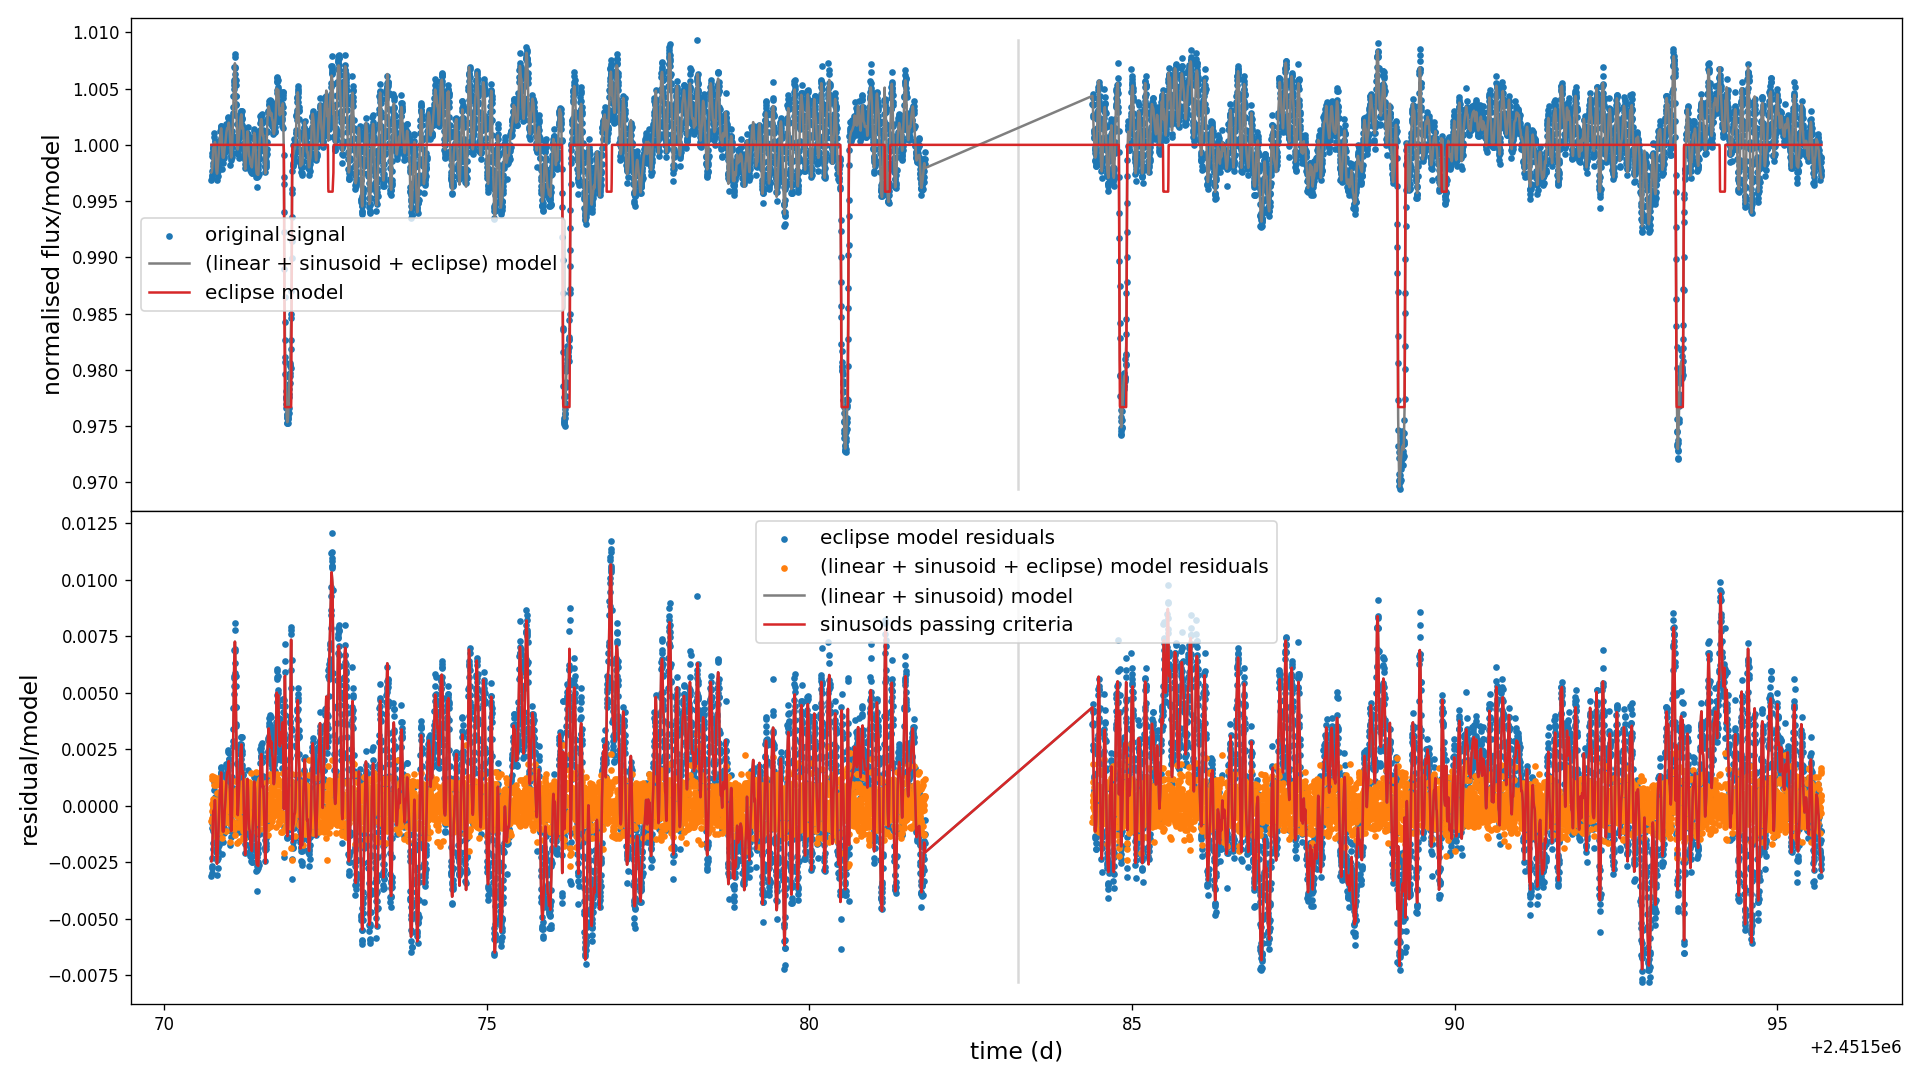 normalised flux/model
1.010
1.005
1.000
0.995
0.990
0.985
0.980
0.975
0.970
original signal
(linear + sinusoid + eclipse) model
eclipse model
residual/model
0.0125
0.0100
0.0075
0.0050
0.0025
0.0000
−0.0025
−0.0050
−0.0075
eclipse model residuals
(linear + sinusoid + eclipse) model residuals
(linear + sinusoid) model
sinusoids passing criteria
70 75 80 85 90 95
time (d)
+2.4515e6